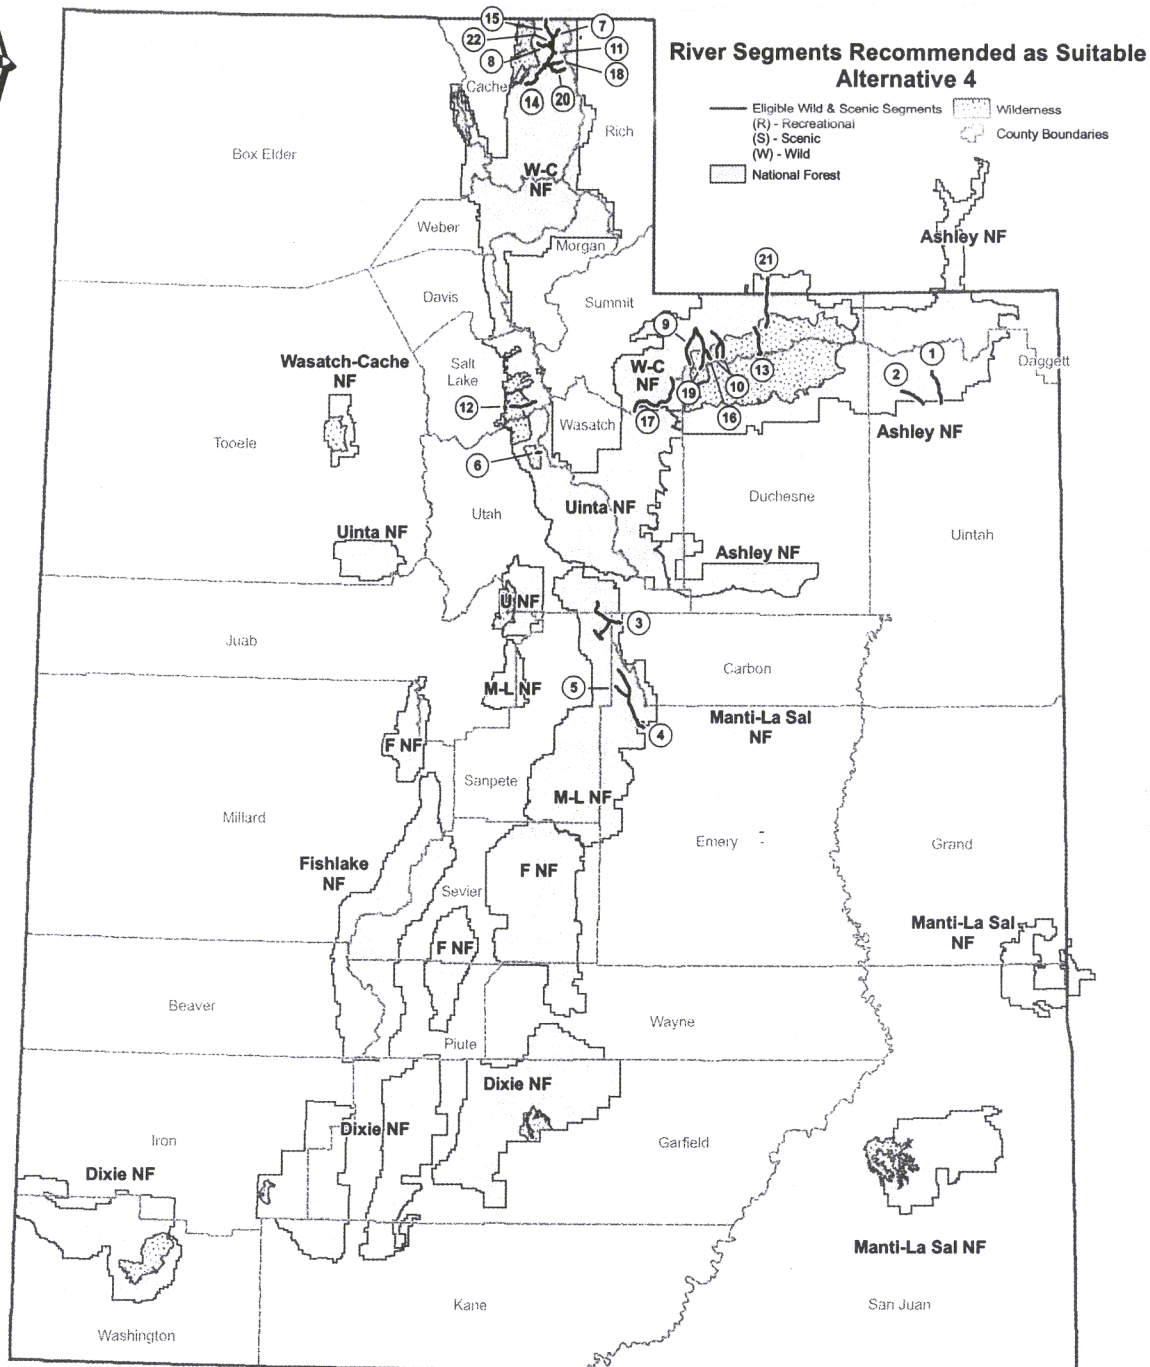 River Segments Recommended as Suitable
Alternative 4
Eligible Wild & Scenic Segments
(R) - Recreational
(S) - Scenic
(W) - Wild
National Forest
Wilderness
County Boundaries
15
7
22
11
8
18
14
20
Cache
Rich
Box Elder
W-C
NF
Weber
Morgan
Ashley NF
21
Davis
Summit
9
1
Daggett
Wasatch-Cache
NF
Salt
Lake
W-C
NF
13
2
19
10
12
16
17
Wasatch
Ashley NF
Tooele
6
Duchesne
Utah
Uinta NF
Uinta NF
Uintah
Ashley NF
U NF
3
Juab
Carbon
5
M-L NF
Manti-La Sal
NF
4
F NF
Sanpete
M-L NF
Millard
Emery
Grand
Fishlake
NF
F NF
Sevier
Manti-La Sal
NF
F NF
Beaver
Wayne
Piute
Dixie NF
Iron
Dixie NF
Garfield
Dixie NF
Manti-La Sal NF
Kane
San Juan
Washington